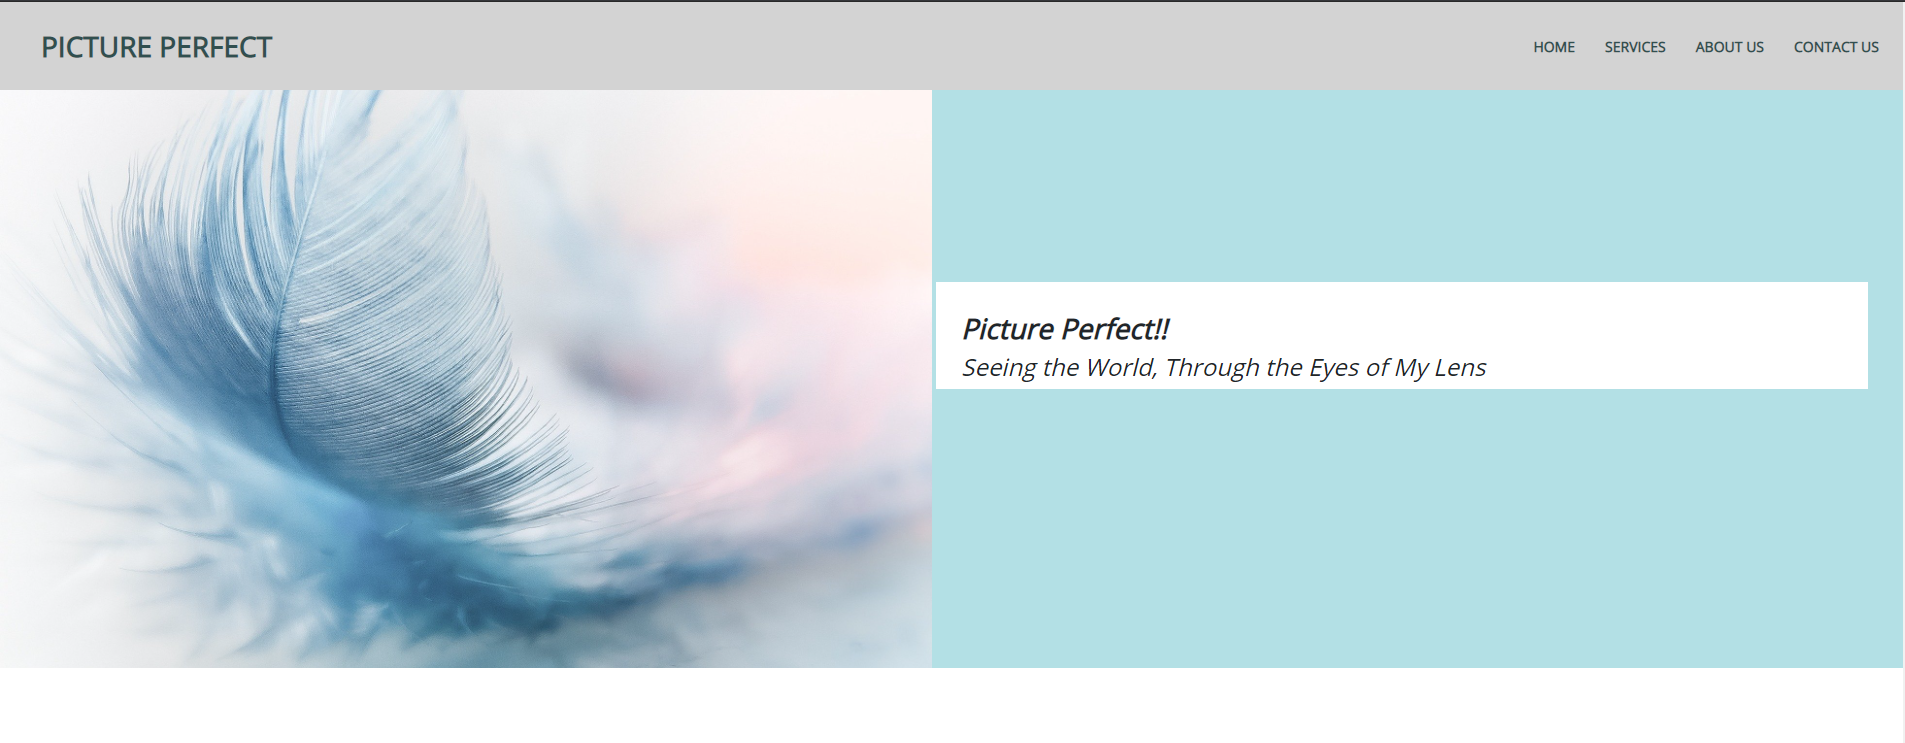 PICTURE PERFECT
HOME SERVICES ABOUT US CONTACT US
Picture Perfect!!
Seeing the World, Through the Eyes of My Lens